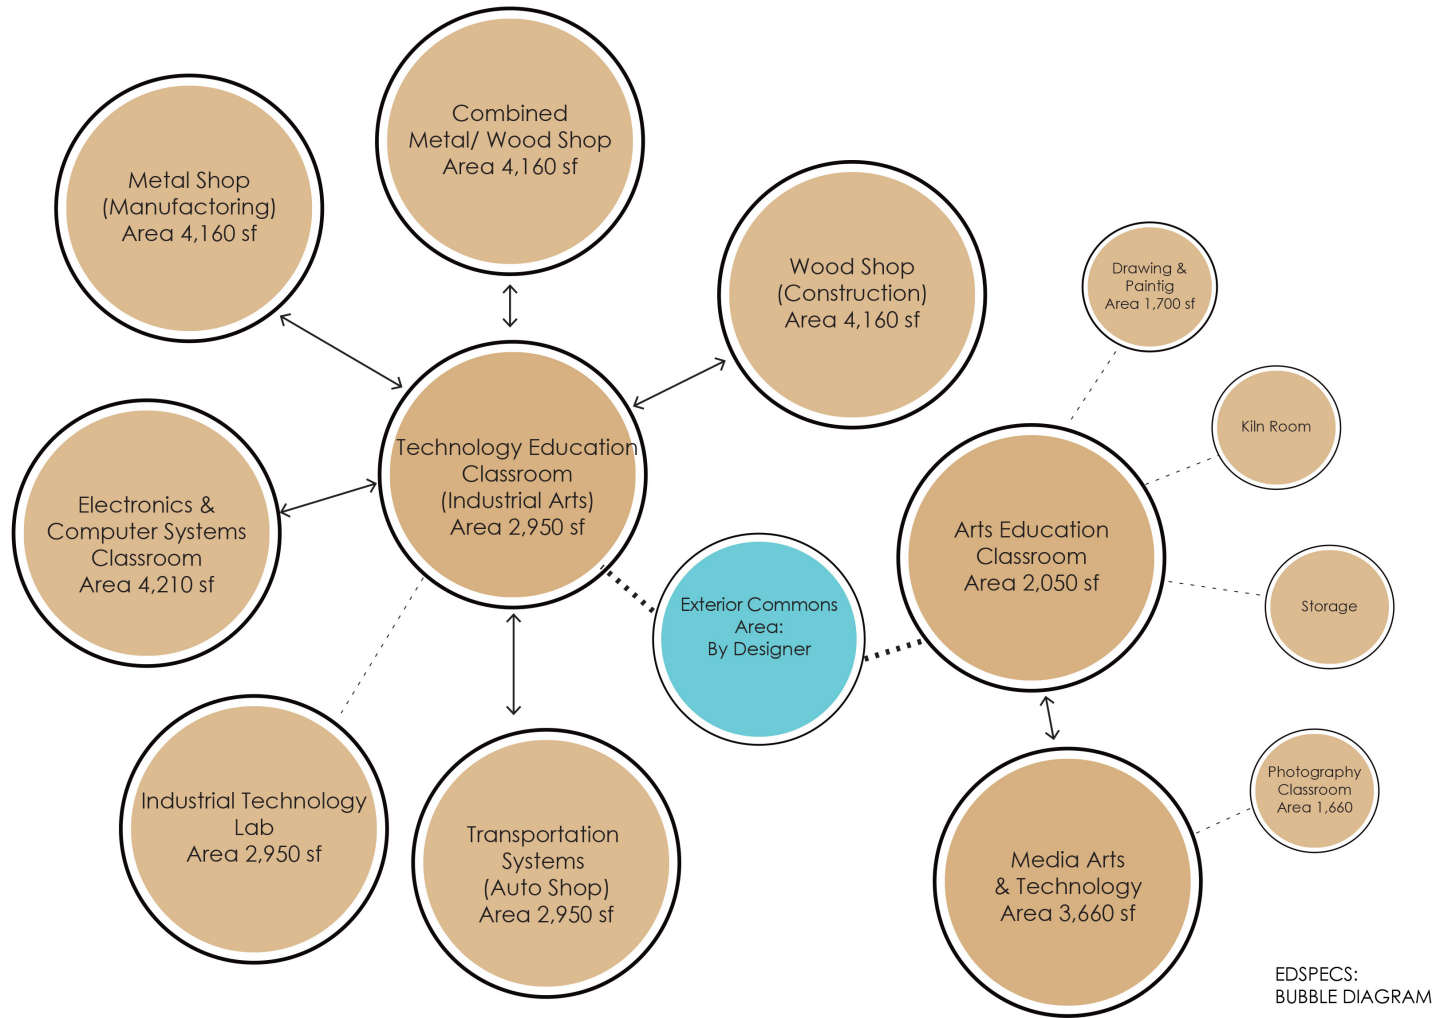 Combined
Metal/ Wood Shop
Area 4,160 sf
Metal Shop
(Manufactoring)
Area 4,160 sf
Wood Shop
(Construction)
Area 4,160 sf
Drawing &
Paintig
Area 1,700 sf
Kiln Room
Technology Education
Classroom
(Industrial Arts)
Area 2,950 sf
Electronics &
Computer Systems
Classroom
Area 4,210 sf
Arts Education
Classroom
Area 2,050 sf
Exterior Commons
Area:
By Designer
Storage
Photography
Classroom
Area 1,660
Industrial Technology
Lab
Area 2,950 sf
Transportation
Systems
(Auto Shop)
Area 2,950 sf
Media Arts
& Technology
Area 3,660 sf
EDSPECS:
BUBBLE DIAGRAM